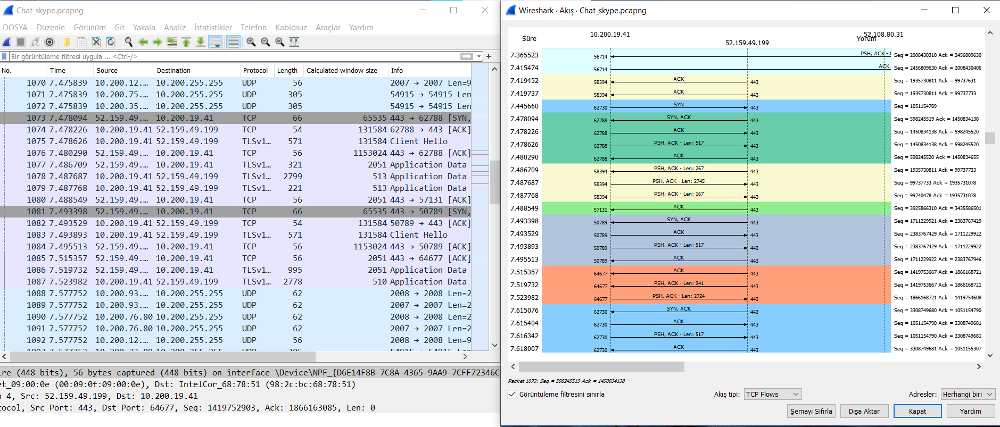 Chat_skype.pcapng
DOSYA Düzenle Görünüm Git Yakala Analiz İstatistikler Telefon Kablosuz Araçlar Yardım
Bir görüntüleme filtresi uygula ... <Ctrl-/>
No. Time Source Destination Protocol Length Calculated window size Info
1070 7.475839 10.200.12.... 10.200.255.255 UDP 56 2007 → 2007 Len=9
1071 7.475839 10.200.75.... 10.200.255.255 UDP 305 54915 → 54915 Len
1072 7.475839 10.200.35.... 10.200.255.255 UDP 305 54915 → 54915 Len
1073 7.478094 52.159.49.... 10.200.19.41 TCP 66 65535 443 → 62788 [SYN,
1074 7.478226 10.200.19.41 52.159.49.199 TCP 54 131584 62788 → 443 [ACK]
1075 7.478626 10.200.19.41 52.159.49.199 TLSv1… 571 131584 Client Hello
1076 7.480290 52.159.49.... 10.200.19.41 TCP 56 1153024 443 → 62788 [ACK]
1077 7.486709 52.159.49.... 10.200.19.41 TLSv1… 321 2051 Application Data
1078 7.487687 10.200.19.41 52.159.49.199 TLSv1… 2799 513 Application Data
1079 7.487768 10.200.19.41 52.159.49.199 TLSv1… 221 513 Application Data
1080 7.488549 52.159.49.... 10.200.19.41 TCP 56 2051 443 → 57131 [ACK]
1081 7.493398 52.159.49.... 10.200.19.41 TCP 66 65535 443 → 50789 [SYN,
1082 7.493529 10.200.19.41 52.159.49.199 TCP 54 131584 50789 → 443 [ACK]
1083 7.493893 10.200.19.41 52.159.49.199 TLSv1… 571 131584 Client Hello
1084 7.495513 52.159.49.... 10.200.19.41 TCP 56 1153024 443 → 50789 [ACK]
1085 7.515357 52.159.49.... 10.200.19.41 TCP 56 2051 443 → 64677 [ACK]
1086 7.519732 52.159.49.... 10.200.19.41 TLSv1… 995 2051 Application Data
1087 7.523982 10.200.19.41 52.159.49.199 TLSv1… 2778 510 Application Data
1088 7.577752 10.200.93.... 10.200.255.255 UDP 62 2008 → 2008 Len=2
1089 7.577752 10.200.93.... 10.200.255.255 UDP 62 2007 → 2007 Len=2
1090 7.577752 10.200.76.80 10.200.255.255 UDP 62 2008 → 2008 Len=2
1091 7.577752 10.200.76.80 10.200.255.255 UDP 62 2007 → 2007 Len=2
1092 7.577752 10.200.12.... 10.200.255.255 UDP 56 2008 → 2008 Len=9
ire (448 bits), 56 bytes captured (448 bits) on interface \Device\NPF_{D6E14F8B-7C8A-4365-9AA9-7CFF72346C
et_09:00:0e (00:09:0f:09:00:0e), Dst: IntelCor_68:78:51 (98:2c:bc:68:78:51)
n 4, Src: 52.159.49.199, Dst: 10.200.19.41
tocol, Src Port: 443, Dst Port: 64677, Seq: 1419752903, Ack: 1866163085, Len: 0
Wireshark · Akış · Chat_skype.pcapng
Süre 10.200.19.41 52.159.49.199 52.108.80.31 Yorum
7.365523 56714 PSH, ACK - Seq = 2008430310 Ack = 2456809630
7.415474 56714 ACK Seq = 2456809630 Ack = 2008430406
7.419452 58394 ACK 443 Seq = 1935730811 Ack = 99737631
7.419737 58394 ACK 443 Seq = 1935730811 Ack = 99737733
7.445660 62730 SYN 443 Seq = 1051154789
7.478094 62788 SYN, ACK 443 Seq = 598245519 Ack = 1450834138
7.478226 62788 ACK 443 Seq = 1450834138 Ack = 598245520
7.478626 62788 PSH, ACK - Len: 517 443 Seq = 1450834138 Ack = 598245520
7.480290 62788 ACK 443 Seq = 598245520 Ack = 1450834655
7.486709 58394 PSH, ACK - Len: 267 443 Seq = 1935730811 Ack = 99737733
7.487687 58394 PSH, ACK - Len: 2745 443 Seq = 99737733 Ack = 1935731078
7.487768 58394 PSH, ACK - Len: 167 443 Seq = 99740478 Ack = 1935731078
7.488549 57131 ACK 443 Seq = 3925866310 Ack = 3435586501
7.493398 50789 SYN, ACK 443 Seq = 1711229921 Ack = 2383767429
7.493529 50789 ACK 443 Seq = 2383767429 Ack = 1711229922
7.493893 50789 PSH, ACK - Len: 517 443 Seq = 2383767429 Ack = 1711229922
7.495513 50789 ACK 443 Seq = 1711229922 Ack = 2383767946
7.515357 64677 ACK 443 Seq = 1419753667 Ack = 1866168721
7.519732 64677 PSH, ACK - Len: 941 443 Seq = 1419753667 Ack = 1866168721
7.523982 64677 PSH, ACK - Len: 2724 443 Seq = 1866168721 Ack = 1419754608
7.615076 62730 SYN, ACK 443 Seq = 3308749680 Ack = 1051154790
7.615404 62730 ACK 443 Seq = 1051154790 Ack = 3308749681
7.616342 62730 PSH, ACK - Len: 517 443 Seq = 1051154790 Ack = 3308749681
7.618007 62730 ACK 443 Seq = 3308749681 Ack = 1051155307
Packet 1073: Seq = 598245519 Ack = 1450834138
Görüntüleme filtresini sınırla Akış tipi: TCP Flows Adresler: Herhangi biri
Şemayı Sıfırla Dışa Aktar Kapat Yardım